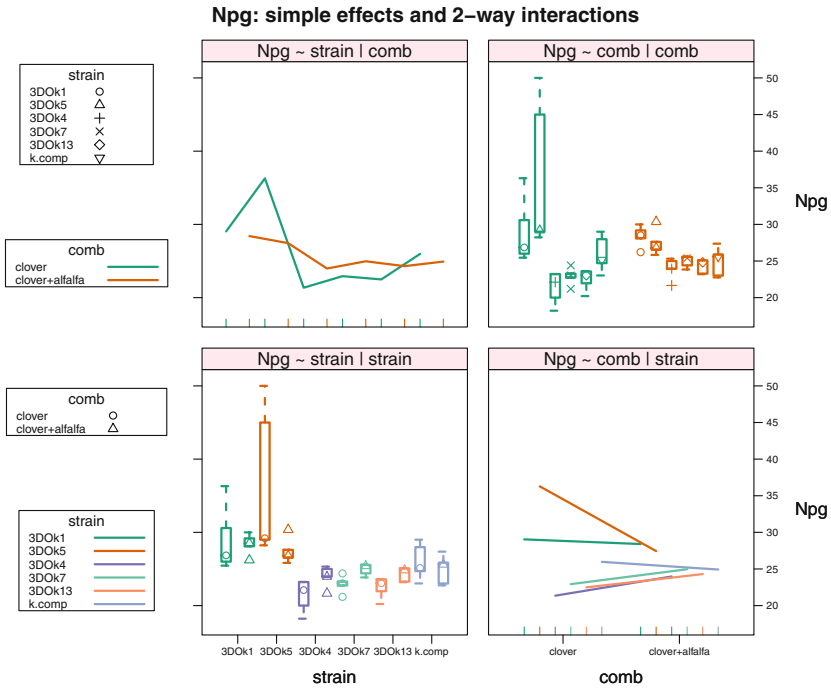 Npg: simple effects and 2−way interactions
Npg ~ strain | comb
Npg ~ comb | comb
strain
3DOk1
3DOk5
3DOk4
3DOk7
3DOk13
k.comp
comb
clover
clover+alfalfa
50
45
40
35
30
25
20
Npg
Npg ~ strain | strain
Npg ~ comb | strain
comb
clover
clover+alfalfa
strain
3DOk1
3DOk5
3DOk4
3DOk7
3DOk13
k.comp
50
45
40
35
30
25
20
Npg
3DOk1 3DOk5 3DOk4 3DOk7 3DOk13 k.comp
clover clover+alfalfa
strain
comb